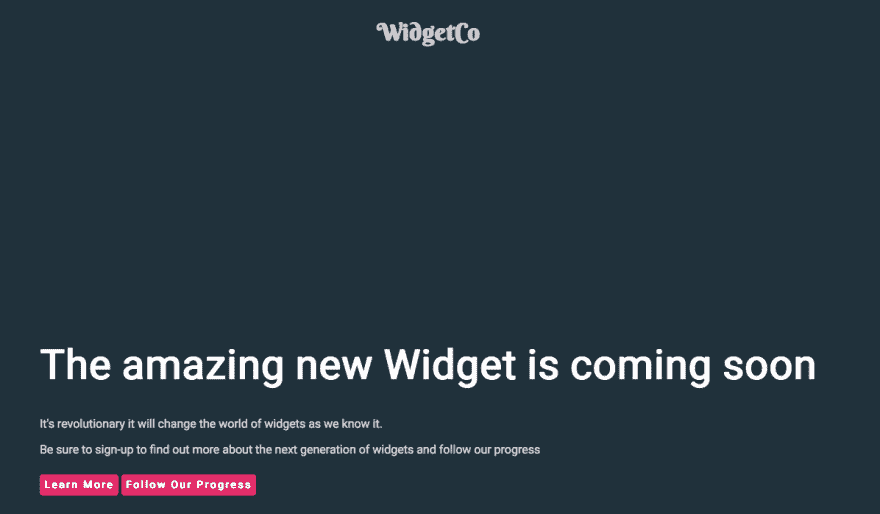 WidgetCo
The amazing new Widget is coming soon
It's revolutionary it will change the world of widgets as we know it.
Be sure to sign-up to find out more about the next generation of widgets and follow our progress
Learn More Follow Our Progress